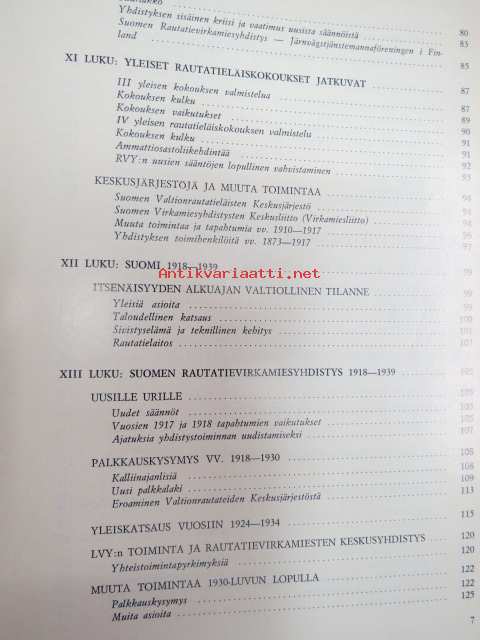 Yhdistyksen sisäinen kriisi ja vaatimus uusista säännöistä 80
Suomen Rautatievirkamiesyhdistys — Järnvägstjänstemannaföreningen i Fin- 83
land 85
XI LUKU: YLEISET RAUTATIELÄISKOKOUKSET JATKUVAT 87
III yleisen kokouksen valmistelua 87
Kokouksen kulku 87
Kokouksen vaikutukset 89
IV yleisen rautatieläiskokouksen valmistelu 90
Kokouksen kulku 91
Ammattiosastoliikehdintää 91
RVY:n uusien sääntöjen lopullinen vahvistaminen 92
93
KESKUSJÄRJESTÖJÄ JA MUUTA TOIMINTAA 94
Suomen Valtionrautatieläisten Keskusjärjestö
Suomen Virkamiesyhdistysten Keskusliitto (Virkamiesliitto)
Muuta toimintaa ja tapahtumia vv. 1910—1917 96
Yhdistyksen toimihenkilöitä vv. 1873—1917 97
XII LUKU: SUOMI 1918—1939 99
Antikvariaatti.net
ITSENÄISYYDEN ALKUAJAN VALTIOLLINEN TILANNE 99
Yleisiä asioita 99
Taloudellinen katsaus 100
Sivistyselämä ja teknillinen kehitys 101
Rautatielaitos 101
XIII LUKU: SUOMEN RAUTATIEVIRKAMIESYHDISTYS 1918—1939 105
UUSILLE URILLE 105
Uudet säännöt 105
Vuosien 1917 ja 1918 tapahtumien vaikutukset 105
Ajatuksia yhdistystoiminnan uudistamiseksi 107
PALKKAUSKYSYMYS VV. 1918—1930 108
Kalliinajanlisiä 108
Uusi palkkalaki 109
Eroaminen Valtionrautateiden Keskusjärjestöstä 113
YLEISKATSAUS VUOSIIN 1924—1934 115
LVY:n TOIMINTA JA RAUTATIEVIRKAMIESTEN KESKUSYHDISTYS 120
Yhteistoimintapyrkimyksiä 120
MUUTA TOIMINTAA 1930-LUVUN LOPULLA 122
Palkkauskysymys 122
Muita asioita 125
7